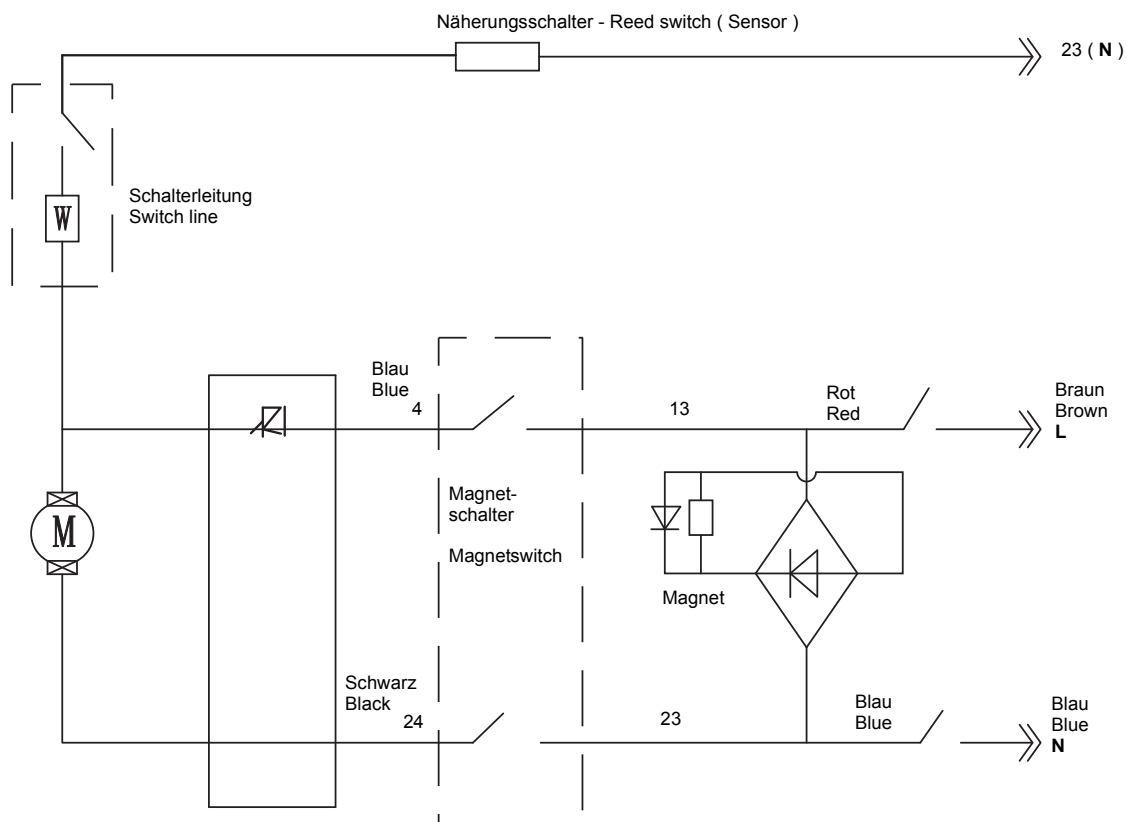 Näherungsschalter - Reed switch ( Sensor )
23 ( N )
Schalterleitung
Switch line
W
Blau
Blue
4
13
Rot
Red
Braun
Brown
L
Magnet-
schalter
Magnetswitch
M
Magnet
Schwarz
Black
24
23
Blau
Blue
Blau
Blue
N